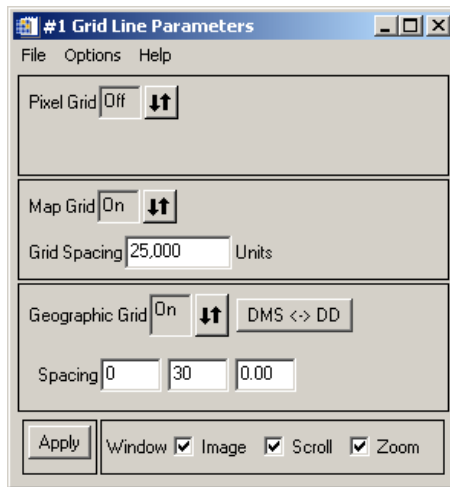 #1 Grid Line Parameters
File Options Help
Pixel Grid Off
Map Grid On
Grid Spacing 25,000 Units
Geographic Grid On DMS <-> DD
Spacing 0 30 0.00
Apply Window Image Scroll Zoom